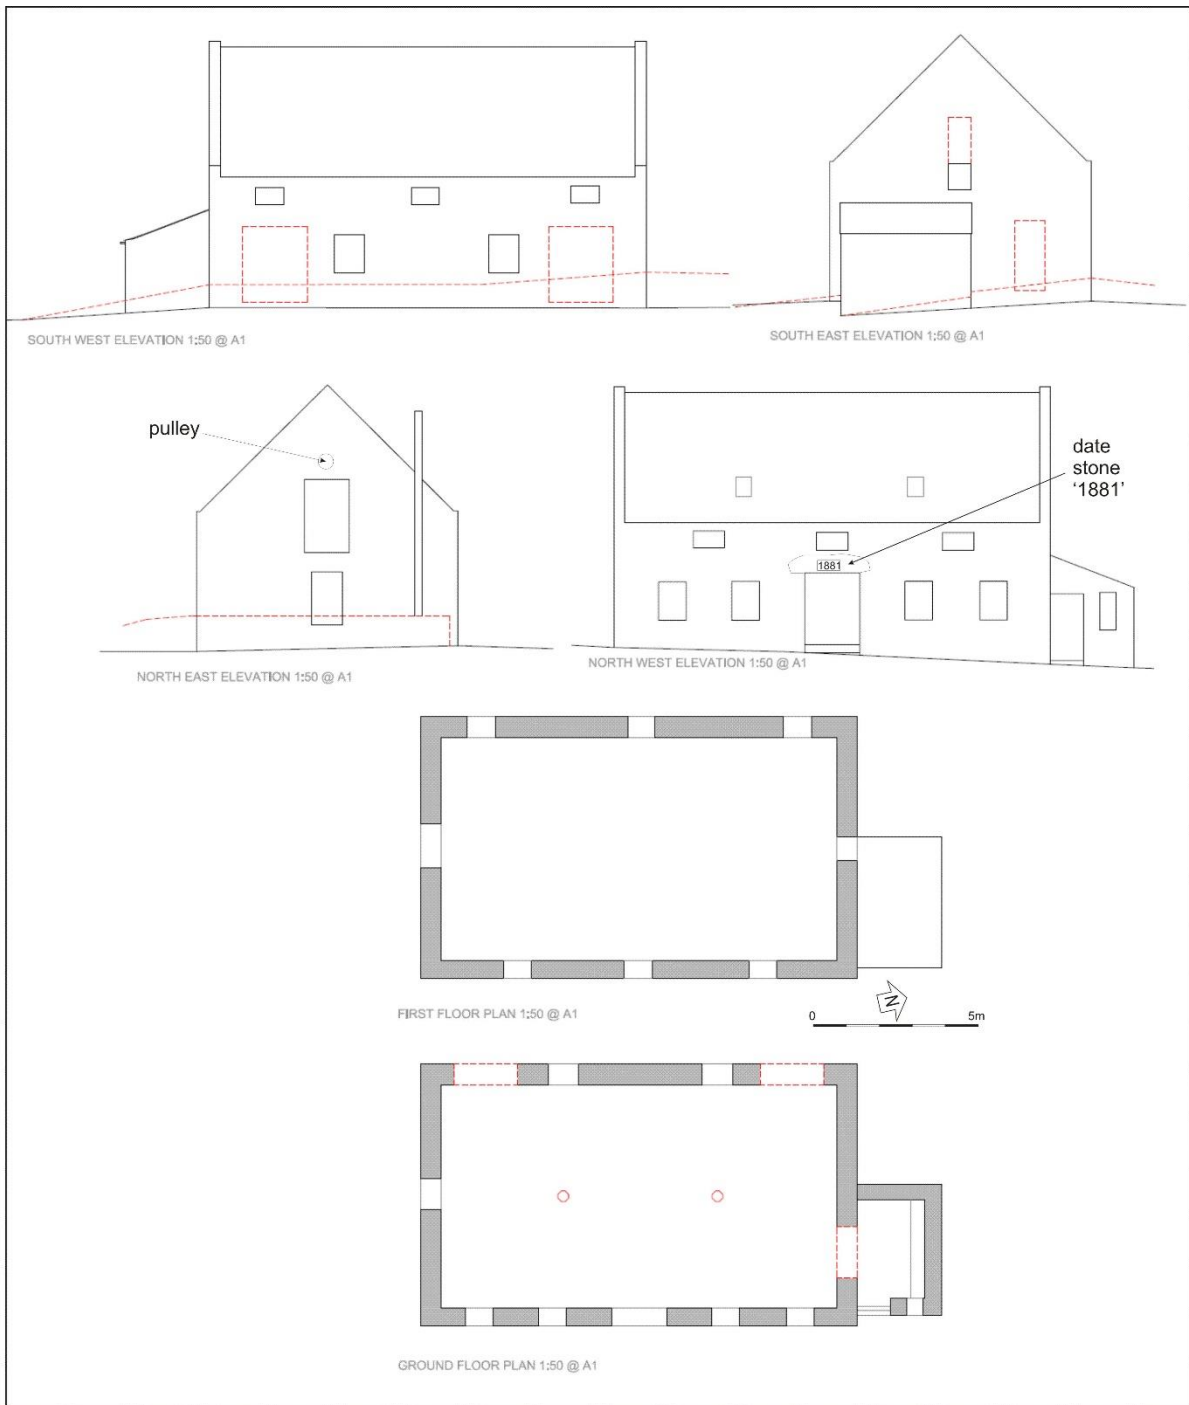 SOUTH WEST ELEVATION 1:50 @ A1
SOUTH EAST ELEVATION 1:50 @ A1
pulley
date
stone
‘1881’
1881
NORTH EAST ELEVATION 1:50 @ A1
NORTH WEST ELEVATION 1:50 @ A1
FIRST FLOOR PLAN 1:50 @ A1
N
0 5m
GROUND FLOOR PLAN 1:50 @ A1